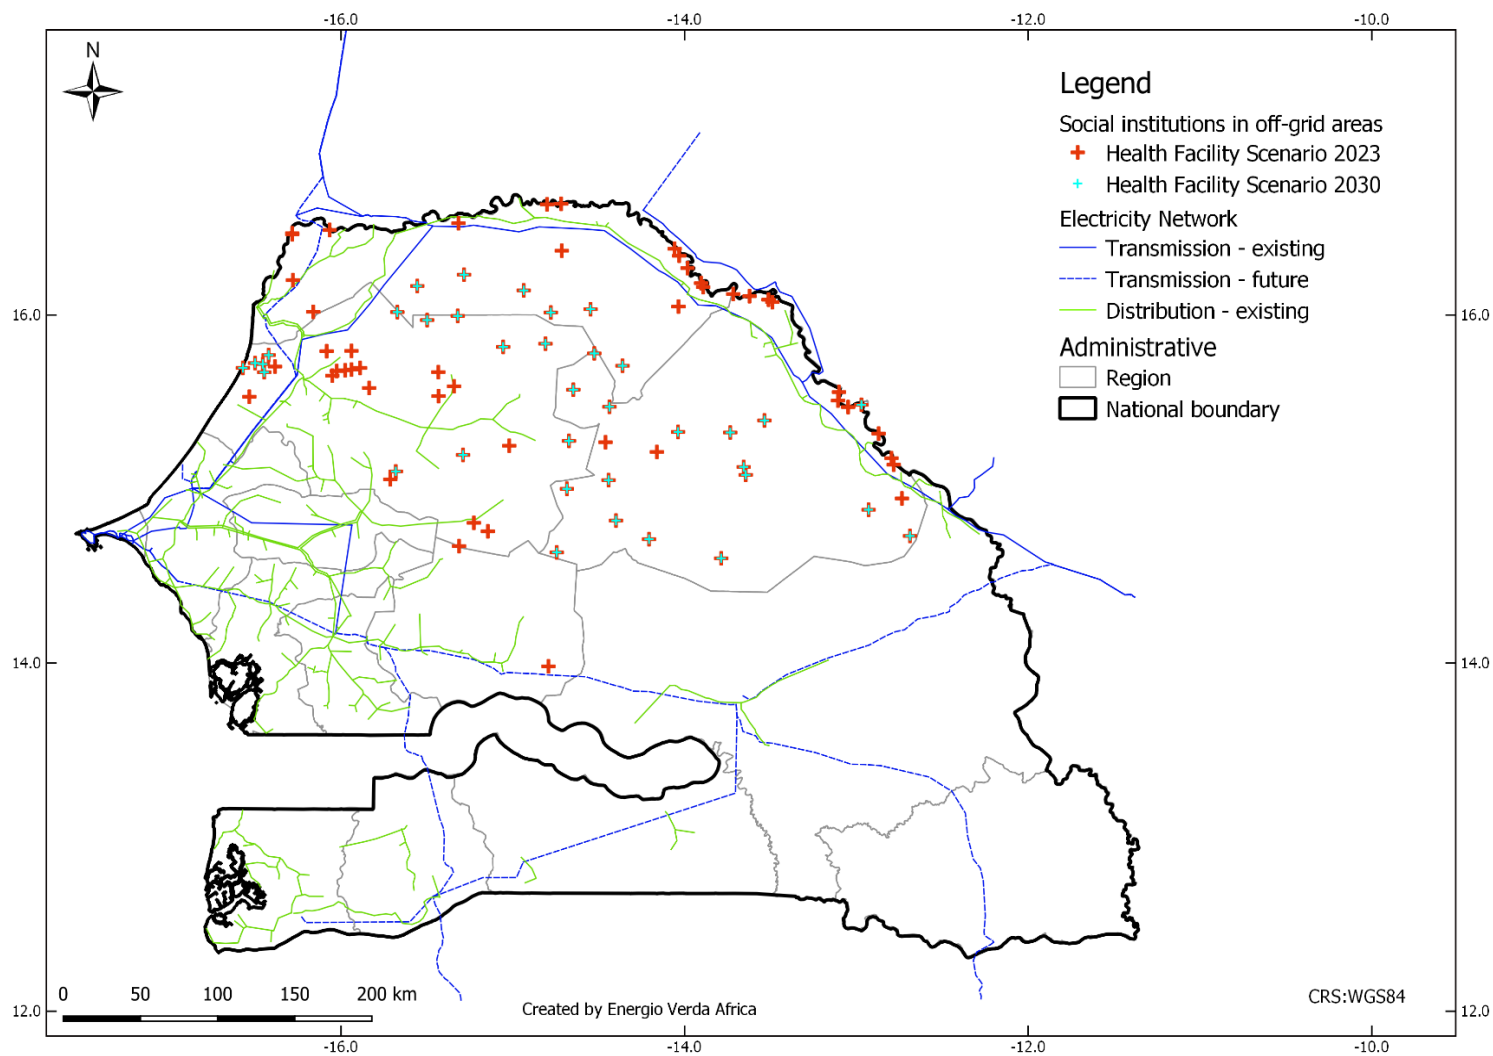 -16.0 -14.0 -12.0 -10.0
N
Legend
Social institutions in off-grid areas
Health Facility Scenario 2023
Health Facility Scenario 2030
Electricity Network
Transmission - existing
Transmission - future
Distribution - existing
16.0 16.0
Administrative
Region
National boundary
14.0 14.0
0 50 100 150 200 km
Created by Energio Verda Africa
CRS:WGS84
12.0 12.0
-16.0 -14.0 -12.0 -10.0